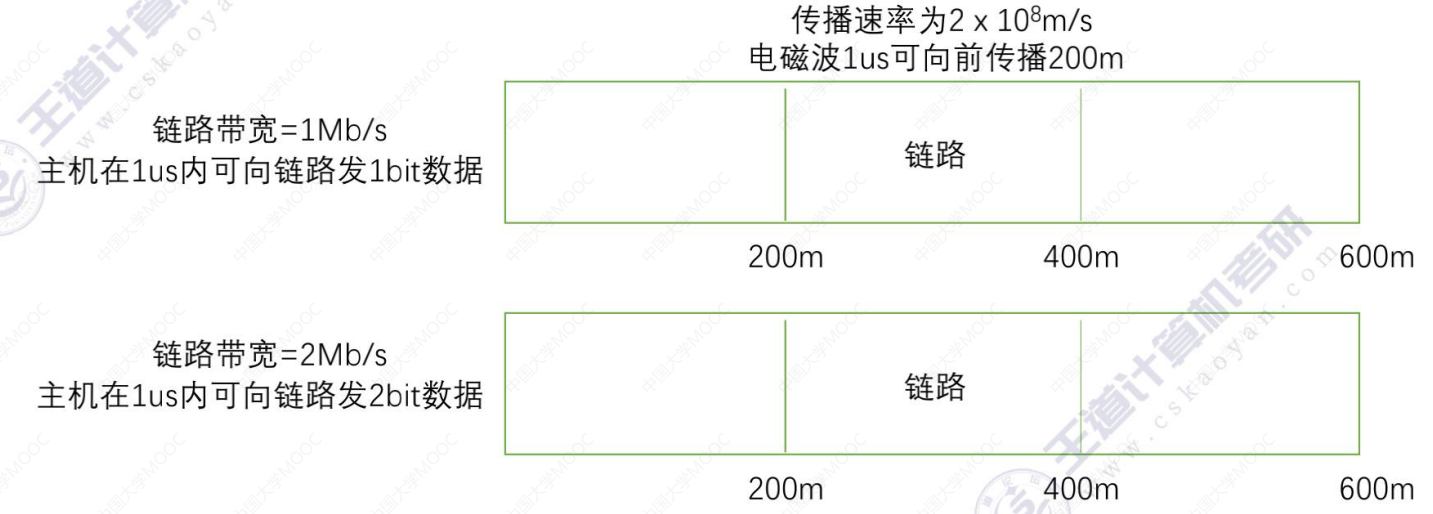 传播速率为2 x 10⁸m/s
电磁波1us可向前传播200m
链路带宽=1Mb/s
主机在1us内可向链路发1bit数据
链路
200m
400m
600m
链路带宽=2Mb/s
主机在1us内可向链路发2bit数据
链路
200m
400m
600m
王道计算机考研
www.cskaoyan.com
中国大学MOOC